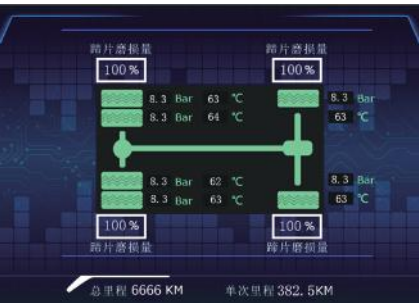 蹄片磨损量 蹄片磨损量
100% 100%
8.3 Bar 63 ℃ 8.3 Bar
8.3 Bar 64 ℃ 63 ℃
8.3 Bar 62 ℃ 8.3 Bar
8.3 Bar 63 ℃ 63 ℃
100% 100%
蹄片磨损量 蹄片磨损量
总里程 6666 KM 单次里程 382.5KM